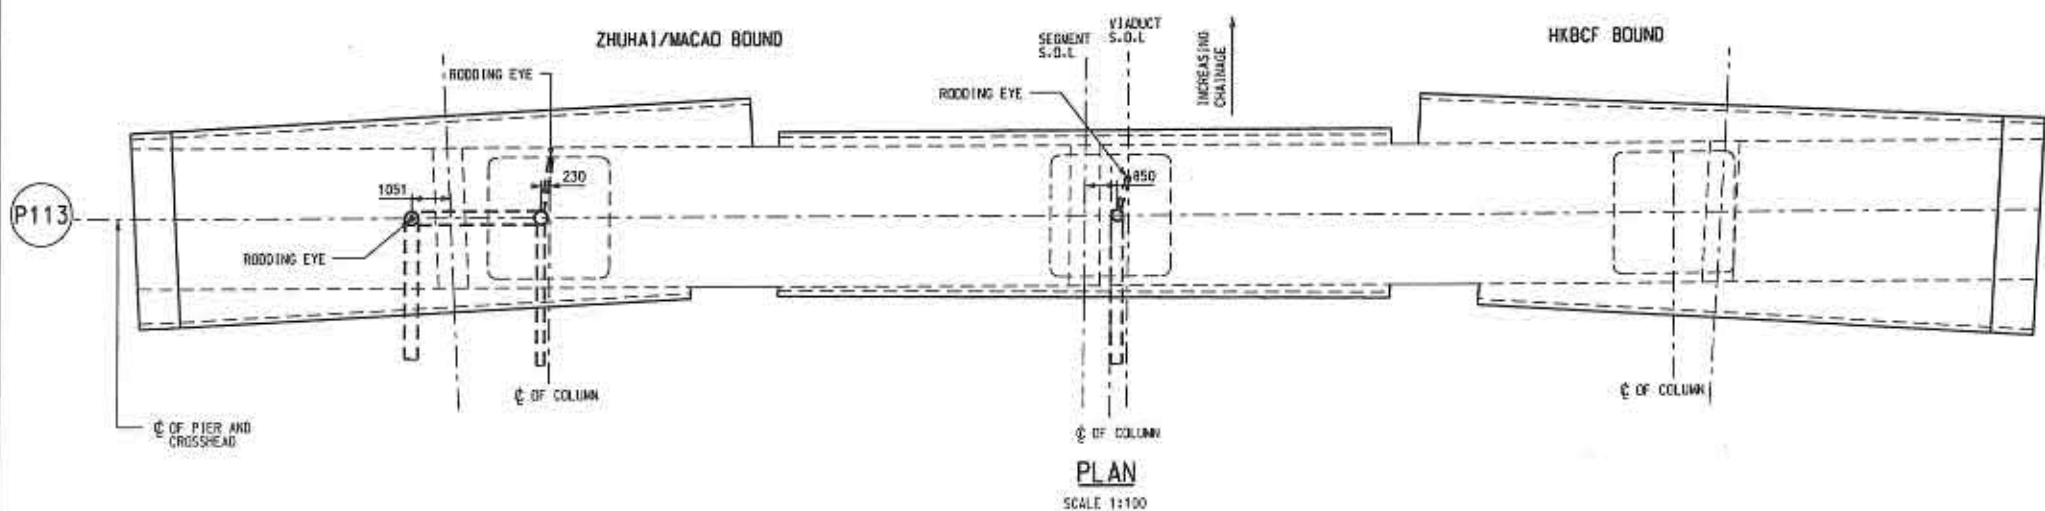 ZHUHAI/MACAO BOUND
HKBCF BOUND
SEGMENT
S.O.L
VIADUCT
S.O.L
INCREASING
CHAINAGE
RODDING EYE
RODDING EYE
P113
1051
230
850
RODDING EYE
℄ OF COLUMN
℄ OF COLUMN
℄ OF PIER AND
CROSSHEAD
℄ OF COLUMN
PLAN
SCALE 1:100